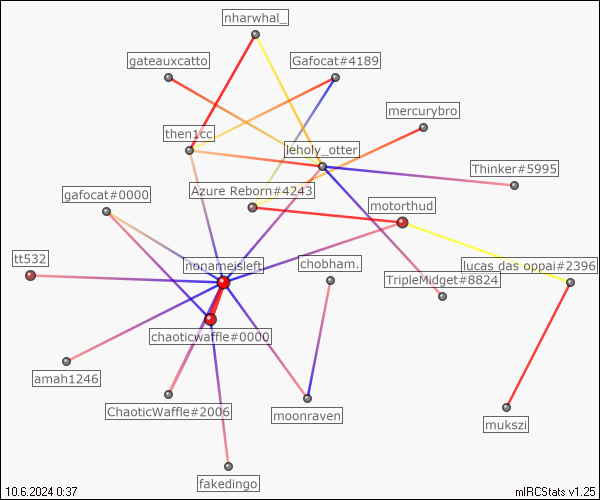 nharwhal_
gateauxcatto
Gafocat#4189
mercurybro
then1cc
leholy_otter
Thinker#5995
Azure Reborn#4243
gafocat#0000
motorthud
tt532
nonameisleft
chobham.
lucas das oppai#2396
TripleMidget#8824
chaoticwaffle#0000
amah1246
ChaoticWaffle#2006
moonraven
mukszi
fakedingo
10.6.2024 0:37
mIRCStats v1.25